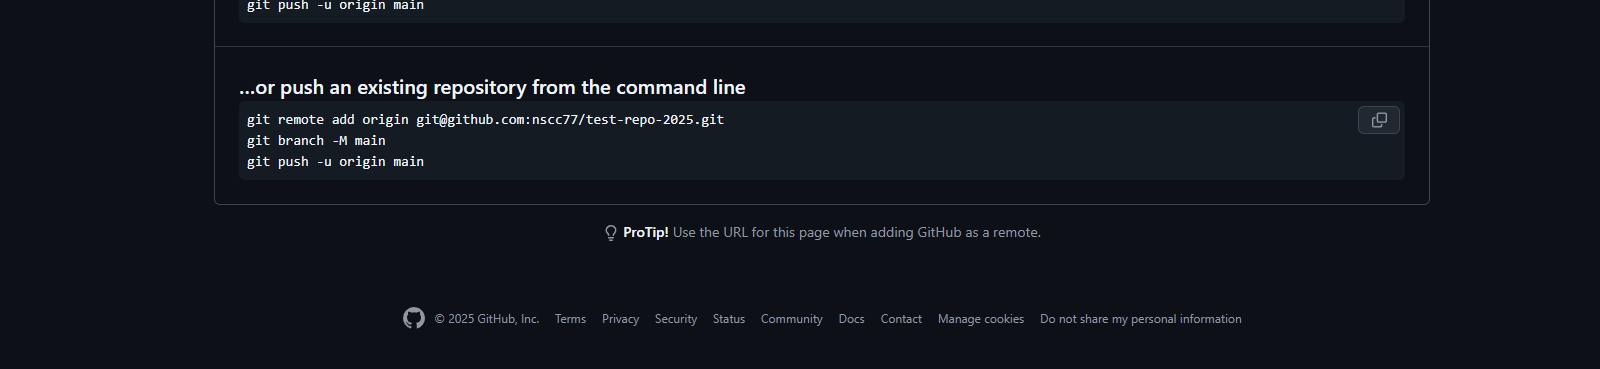 git push -u origin main
...or push an existing repository from the command line
git remote add origin git@github.com:nscc77/test-repo-2025.git
git branch -M main
git push -u origin main
ProTip! Use the URL for this page when adding GitHub as a remote.
© 2025 GitHub, Inc. Terms Privacy Security Status Community Docs Contact Manage cookies Do not share my personal information